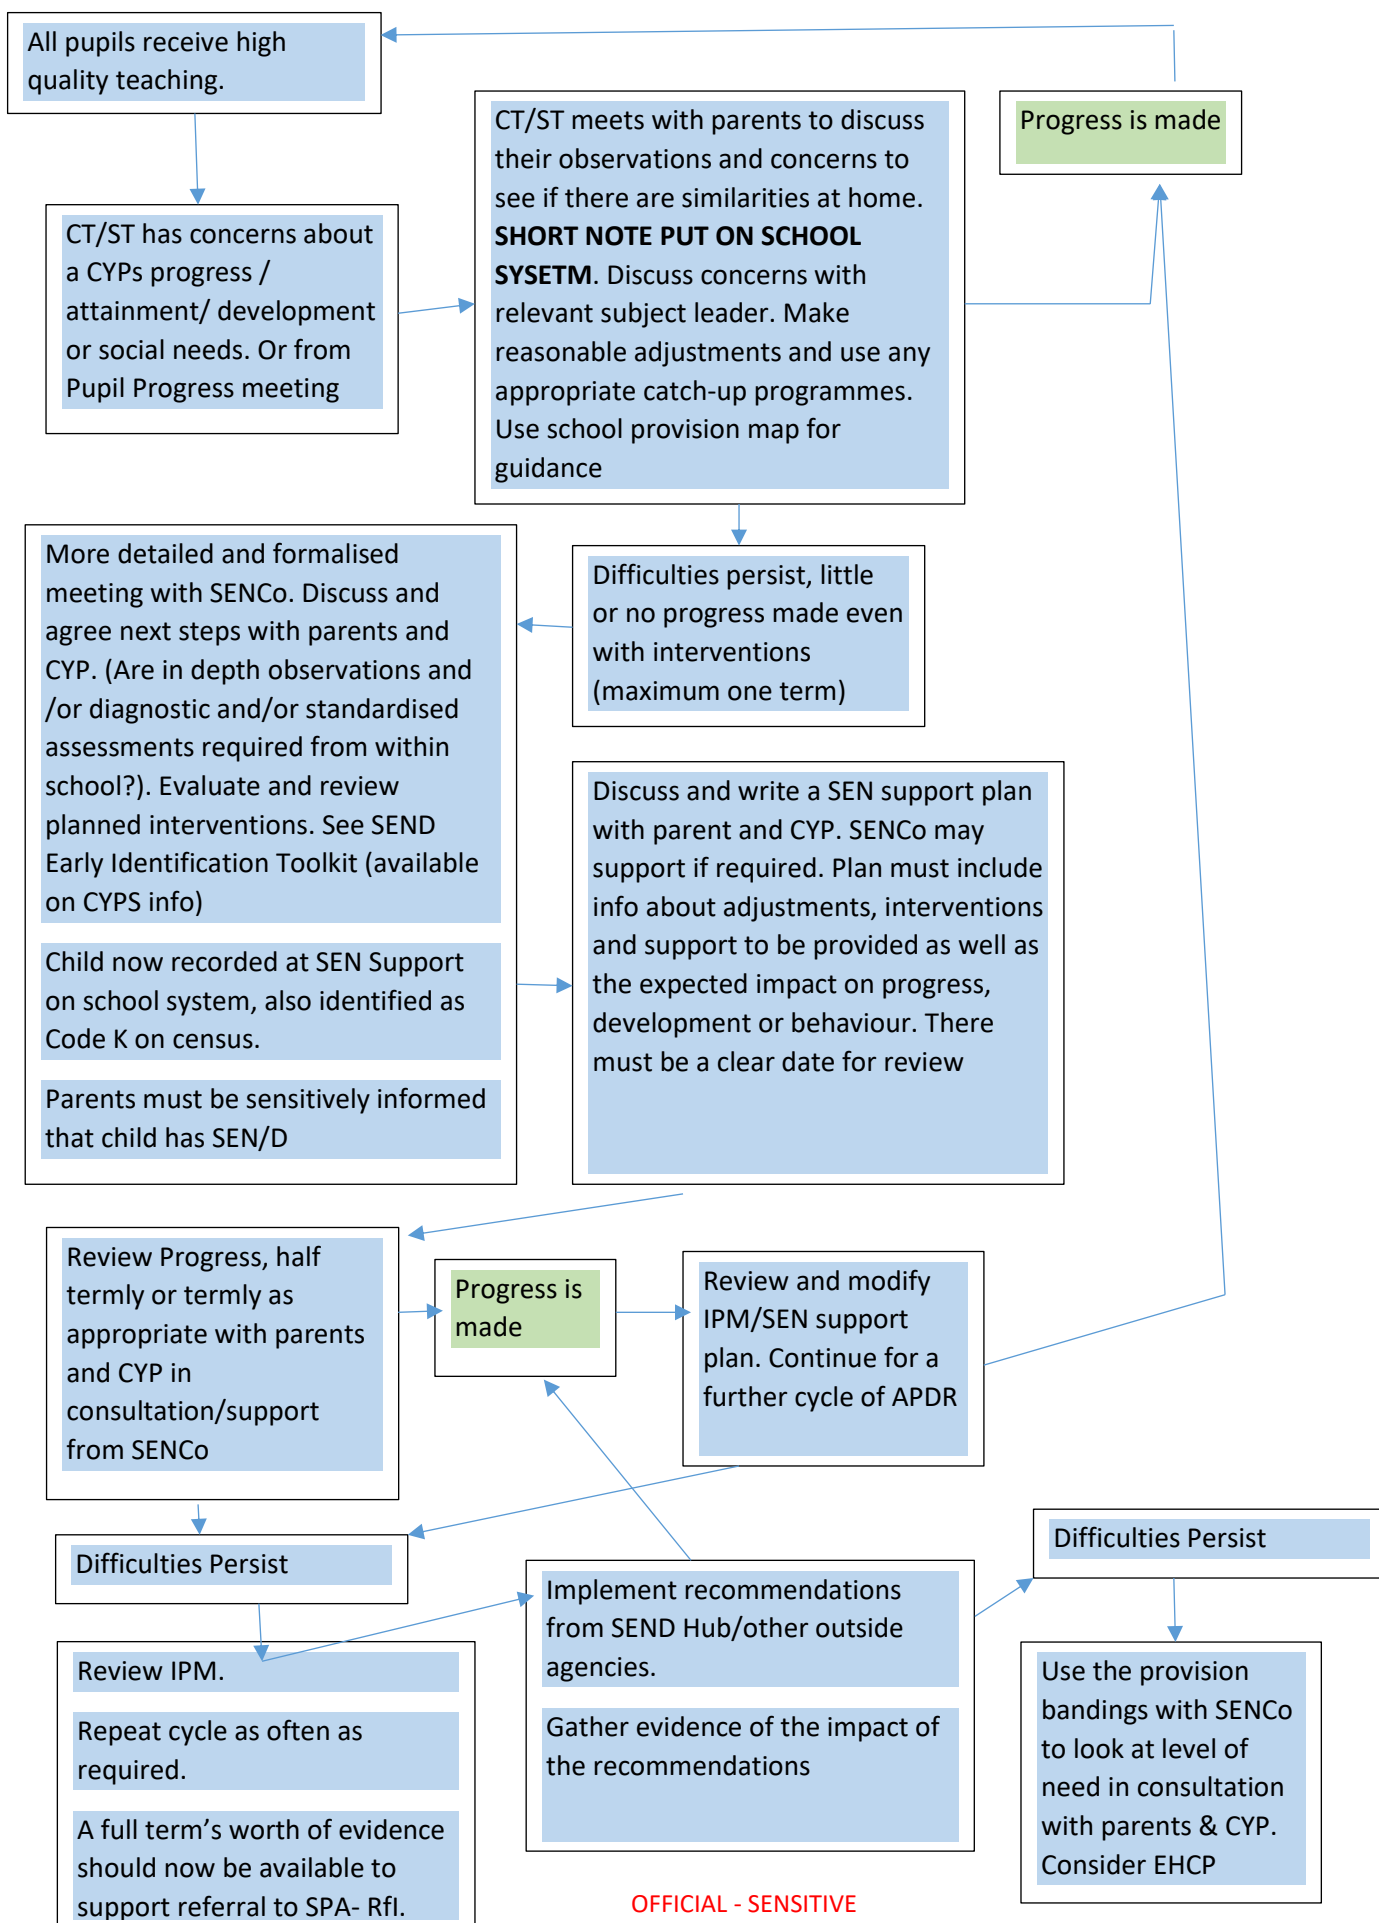 All pupils receive high
quality teaching.
CT/ST has concerns about
a CYPs progress /
attainment/ development
or social needs. Or from
Pupil Progress meeting
CT/ST meets with parents to discuss
their observations and concerns to
see if there are similarities at home.
SHORT NOTE PUT ON SCHOOL
SYSETM. Discuss concerns with
relevant subject leader. Make
reasonable adjustments and use any
appropriate catch-up programmes.
Use school provision map for
guidance
Progress is made
Difficulties persist, little
or no progress made even
with interventions
(maximum one term)
More detailed and formalised
meeting with SENCo. Discuss and
agree next steps with parents and
CYP. (Are in depth observations and
/or diagnostic and/or standardised
assessments required from within
school?). Evaluate and review
planned interventions. See SEND
Early Identification Toolkit (available
on CYPS info)
Child now recorded at SEN Support
on school system, also identified as
Code K on census.
Parents must be sensitively informed
that child has SEN/D
Discuss and write a SEN support plan
with parent and CYP. SENCo may
support if required. Plan must include
info about adjustments, interventions
and support to be provided as well as
the expected impact on progress,
development or behaviour. There
must be a clear date for review
Review Progress, half
termly or termly as
appropriate with parents
and CYP in
consultation/support
from SENCo
Progress is
made
Review and modify
IPM/SEN support
plan. Continue for a
further cycle of APDR
Difficulties Persist
Review IPM.
Repeat cycle as often as
required.
A full term’s worth of evidence
should now be available to
support referral to SPA- RfI.
Implement recommendations
from SEND Hub/other outside
agencies.
Gather evidence of the impact of
the recommendations
Difficulties Persist
Use the provision
bandings with SENCo
to look at level of
need in consultation
with parents & CYP.
Consider EHCP
OFFICIAL - SENSITIVE